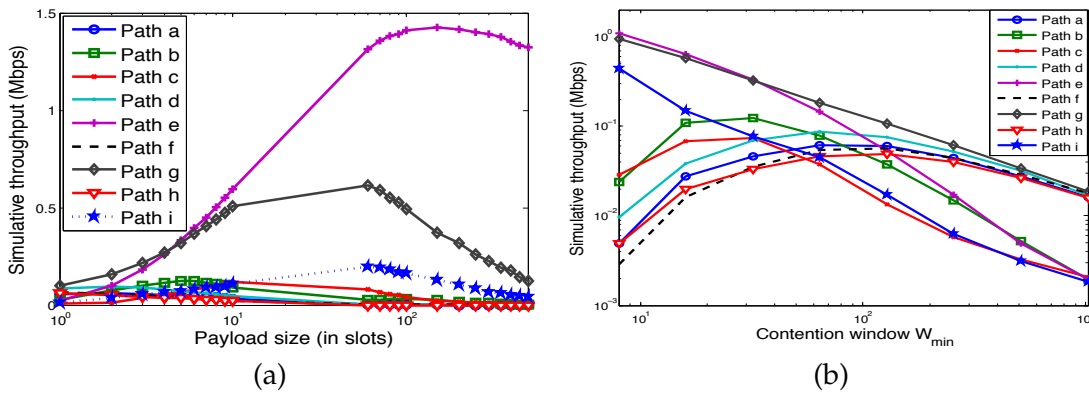 1.5
1
0.5
0
Simulative throughput (Mbps)
Path a
Path b
Path c
Path d
Path e
Path f
Path g
Path h
Path i
10^0
10^1
10^2
Payload size (in slots)
(a)
10^0
10^-1
10^-2
10^-3
Simulative throughput (Mbps)
Path a
Path b
Path c
Path d
Path e
Path f
Path g
Path h
Path i
10^1
10^2
10^3
Contention window W_min
(b)